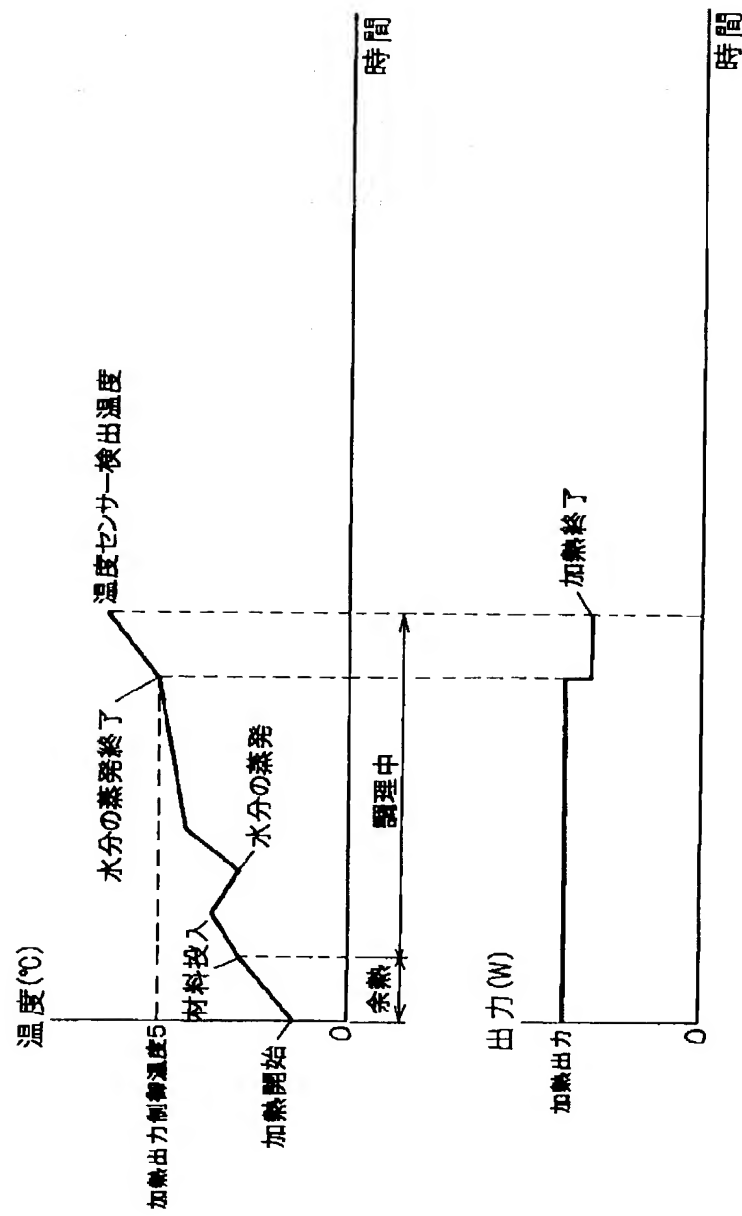 温度(℃)
温度センサー検出温度
水分の蒸発終了
加熱出力制御温度5
材料投入
水分の蒸発
加熱開始
0
時間
余熱
調理中
出力(W)
加熱出力
加熱終了
0
時間